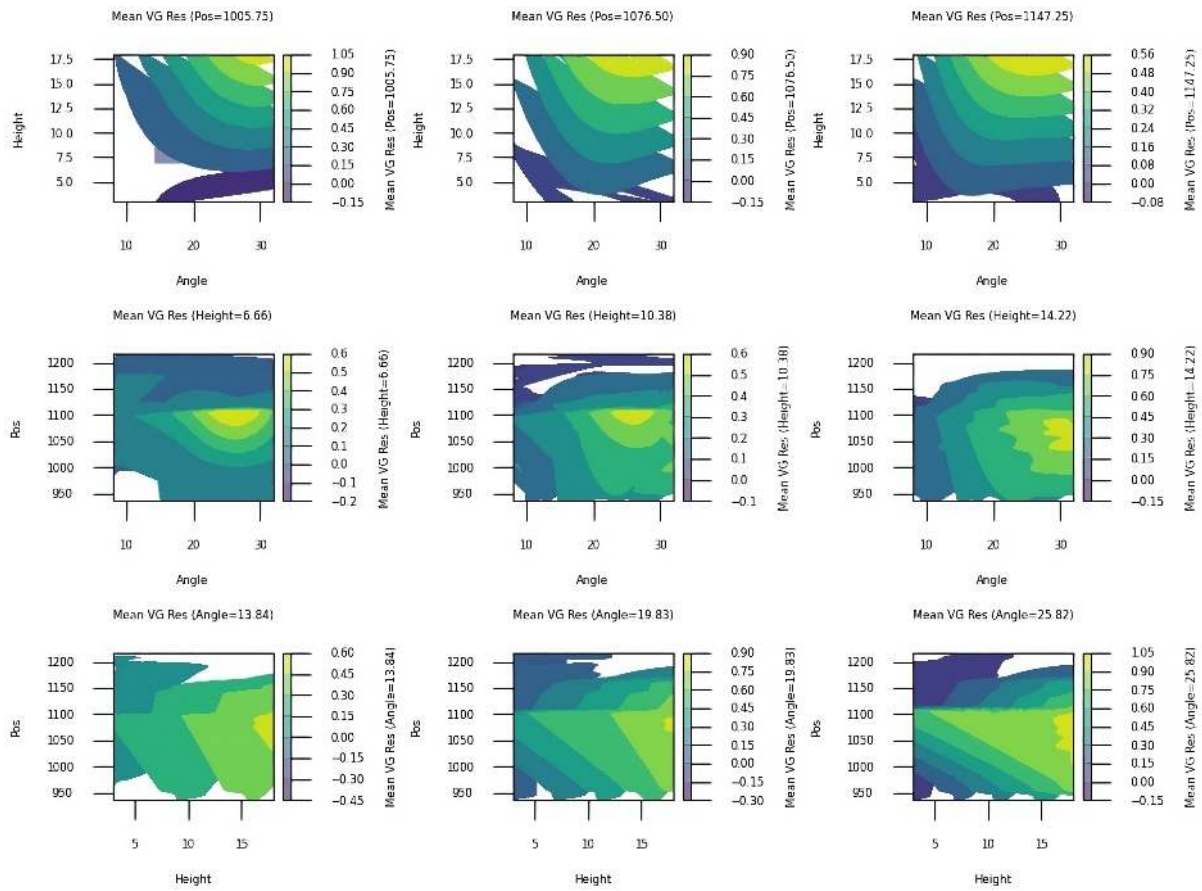 Mean VG Res (Pos=1005.75)
Height
17.5
15.0
12.5
10.0
7.5
5.0
10 20 30
Angle
1.05
0.90
0.75
0.60
0.45
0.30
0.15
0.00
−0.15
Mean VG Res (Pos=1005.75)
Mean VG Res (Pos=1076.50)
Height
17.5
15.0
12.5
10.0
7.5
5.0
10 20 30
Angle
0.90
0.75
0.60
0.45
0.30
0.15
0.00
−0.15
Mean VG Res (Pos=1076.50)
Mean VG Res (Pos=1147.25)
Height
17.5
15.0
12.5
10.0
7.5
5.0
10 20 30
Angle
0.56
0.48
0.40
0.32
0.24
0.16
0.08
0.00
−0.08
Mean VG Res (Pos=1147.25)
Mean VG Res (Height=6.66)
Pos
1200
1150
1100
1050
1000
950
10 20 30
Angle
0.6
0.5
0.4
0.3
0.2
0.1
0.0
−0.1
−0.2
Mean VG Res (Height=6.66)
Mean VG Res (Height=10.38)
Pos
1200
1150
1100
1050
1000
950
10 20 30
Angle
0.6
0.5
0.4
0.3
0.2
0.1
0.0
−0.1
Mean VG Res (Height=10.38)
Mean VG Res (Height=14.22)
Pos
1200
1150
1100
1050
1000
950
10 20 30
Angle
0.90
0.75
0.60
0.45
0.30
0.15
0.00
−0.15
Mean VG Res (Height=14.22)
Mean VG Res (Angle=13.84)
Pos
1200
1150
1100
1050
1000
950
5 10 15
Height
0.60
0.45
0.30
0.15
0.00
−0.15
−0.30
−0.45
Mean VG Res (Angle=13.84)
Mean VG Res (Angle=19.83)
Pos
1200
1150
1100
1050
1000
950
5 10 15
Height
0.90
0.75
0.60
0.45
0.30
0.15
0.00
−0.15
−0.30
Mean VG Res (Angle=19.83)
Mean VG Res (Angle=25.82)
Pos
1200
1150
1100
1050
1000
950
5 10 15
Height
1.05
0.90
0.75
0.60
0.45
0.30
0.15
0.00
−0.15
Mean VG Res (Angle=25.82)